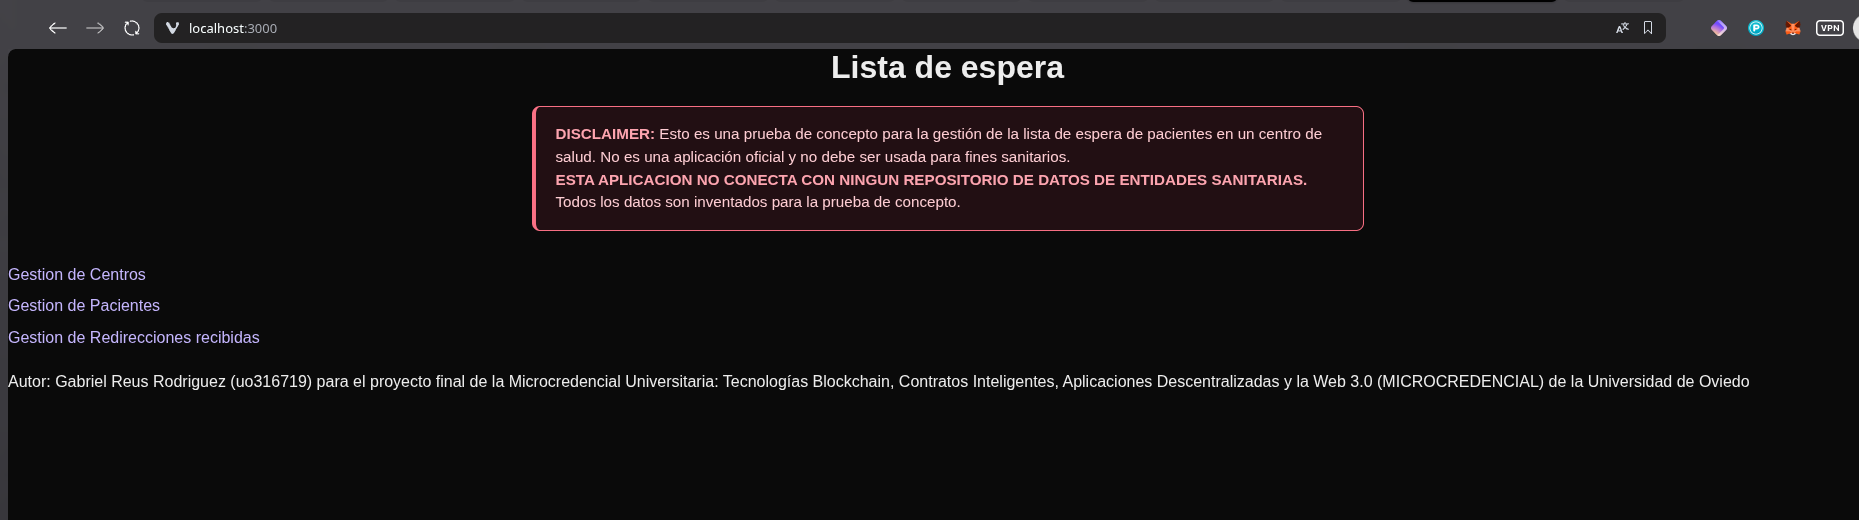 localhost:3000
VPN
Lista de espera
DISCLAIMER: Esto es una prueba de concepto para la gestión de la lista de espera de pacientes en un centro de
salud. No es una aplicación oficial y no debe ser usada para fines sanitarios.
ESTA APLICACION NO CONECTA CON NINGUN REPOSITORIO DE DATOS DE ENTIDADES SANITARIAS.
Todos los datos son inventados para la prueba de concepto.
Gestion de Centros
Gestion de Pacientes
Gestion de Redirecciones recibidas
Autor: Gabriel Reus Rodriguez (uo316719) para el proyecto final de la Microcredencial Universitaria: Tecnologías Blockchain, Contratos Inteligentes, Aplicaciones Descentralizadas y la Web 3.0 (MICROCREDENCIAL) de la Universidad de Oviedo